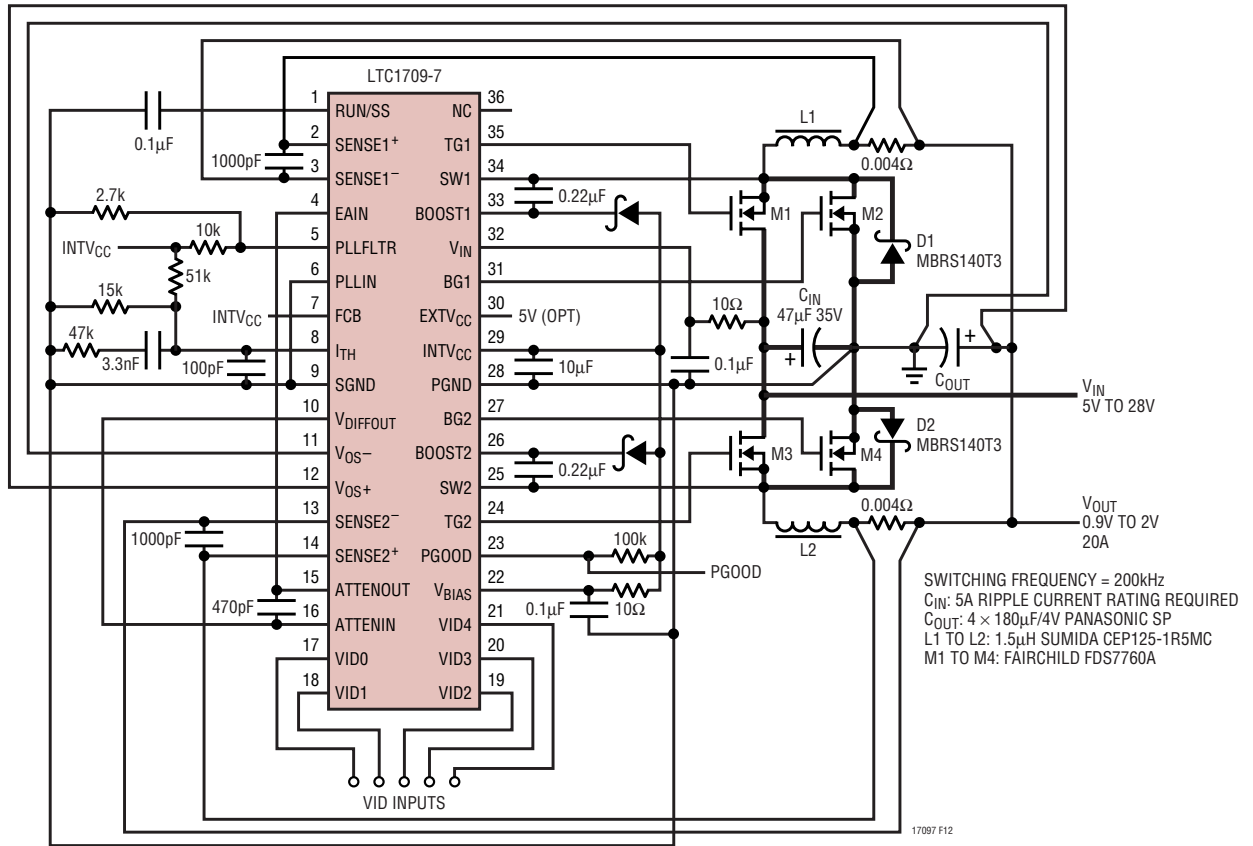 LTC1709-7
1 RUN/SS
2 SENSE1+
3 SENSE1−
4 EAIN
5 PLLFLTR
6 PLLIN
7 FCB
8 ITH
9 SGND
10 VDIFFOUT
11 VOS−
12 VOS+
13 SENSE2−
14 SENSE2+
15 ATTENOUT
16 ATTENIN
17 VID0
18 VID1
36 NC
35 TG1
34 SW1
33 BOOST1
32 VIN
31 BG1
30 EXTVCC
29 INTVCC
28 PGND
27 BG2
26 BOOST2
25 SW2
24 TG2
23 PGOOD
22 VBIAS
21 VID4
20 VID3
19 VID2
0.1µF
1000pF
2.7k
10k
INTVCC
51k
15k
INTVCC
47k
3.3nF
100pF
1000pF
470pF
VID INPUTS
0.22µF
5V (OPT)
10µF
0.22µF
100k
PGOOD
0.1µF
10Ω
10Ω
0.1µF
L1
0.004Ω
M1
M2
D1
MBRS140T3
CIN
47µF 35V
+
COUT
+
VIN
5V TO 28V
M3
M4
D2
MBRS140T3
0.004Ω
L2
VOUT
0.9V TO 2V
20A
SWITCHING FREQUENCY = 200kHz
CIN: 5A RIPPLE CURRENT RATING REQUIRED
COUT: 4 × 180µF/4V PANASONIC SP
L1 TO L2: 1.5µH SUMIDA CEP125-1R5MC
M1 TO M4: FAIRCHILD FDS7760A
17097 F12